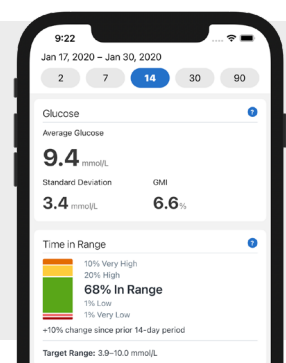 9:22
Jan 17, 2020 – Jan 30, 2020
2 7 14 30 90
Glucose ?
Average Glucose
9.4 mmol/L
Standard Deviation GMI
3.4 mmol/L 6.6%
Time in Range ?
10% Very High
20% High
68% In Range
1% Low
1% Very Low
+10% change since prior 14-day period
Target Range: 3.9–10.0 mmol/L